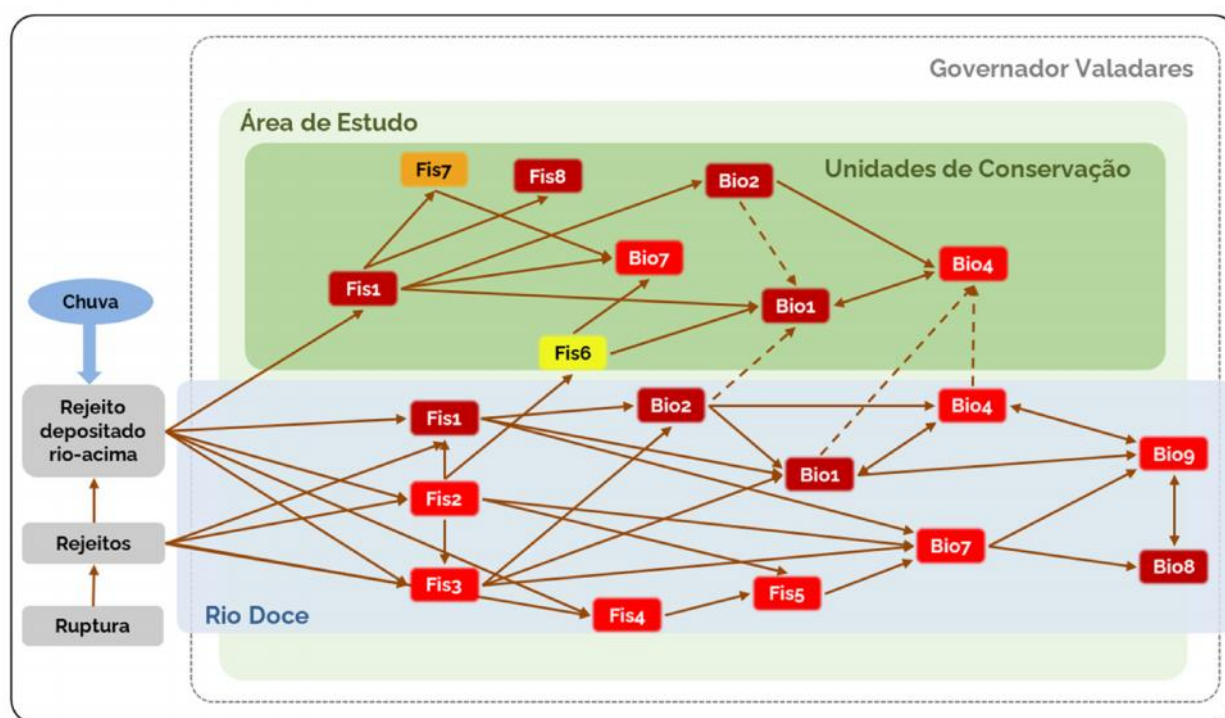 Governador Valadares
Área de Estudo
Unidades de Conservação
Fis7
Fis8
Bio2
Bio7
Bio4
Fis1
Bio1
Chuva
Fis6
Rejeito
depositado
rio-acima
Fis1
Bio2
Bio4
Bio9
Bio1
Fis2
Rejeitos
Bio7
Bio8
Fis3
Fis5
Fis4
Rio Doce
Ruptura